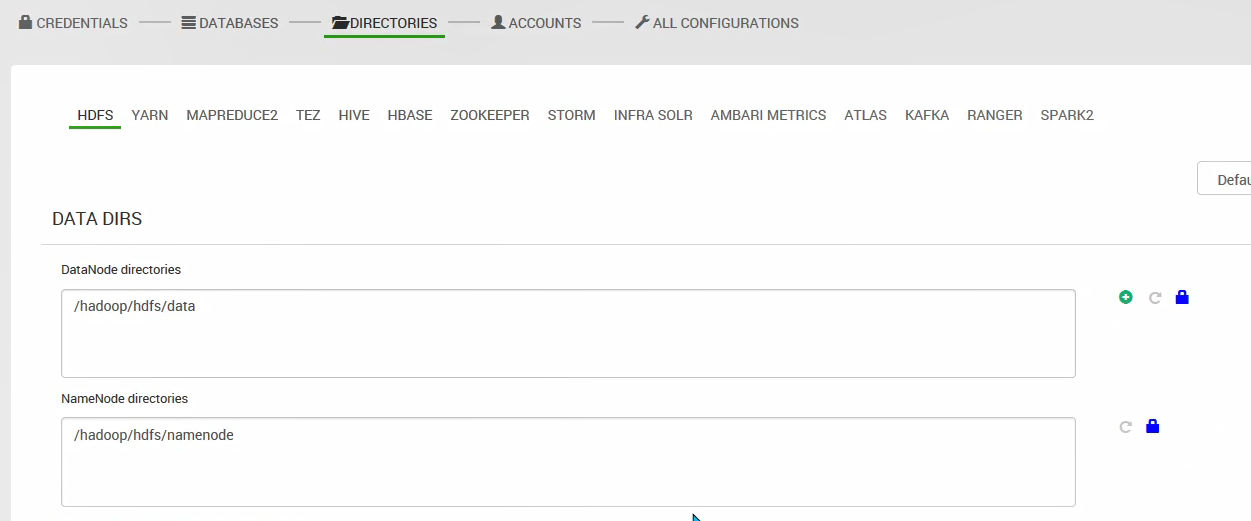 CREDENTIALS DATABASES DIRECTORIES ACCOUNTS ALL CONFIGURATIONS
HDFS YARN MAPREDUCE2 TEZ HIVE HBASE ZOOKEEPER STORM INFRA SOLR AMBARI METRICS ATLAS KAFKA RANGER SPARK2
DATA DIRS
DataNode directories
/hadoop/hdfs/data
NameNode directories
/hadoop/hdfs/namenode